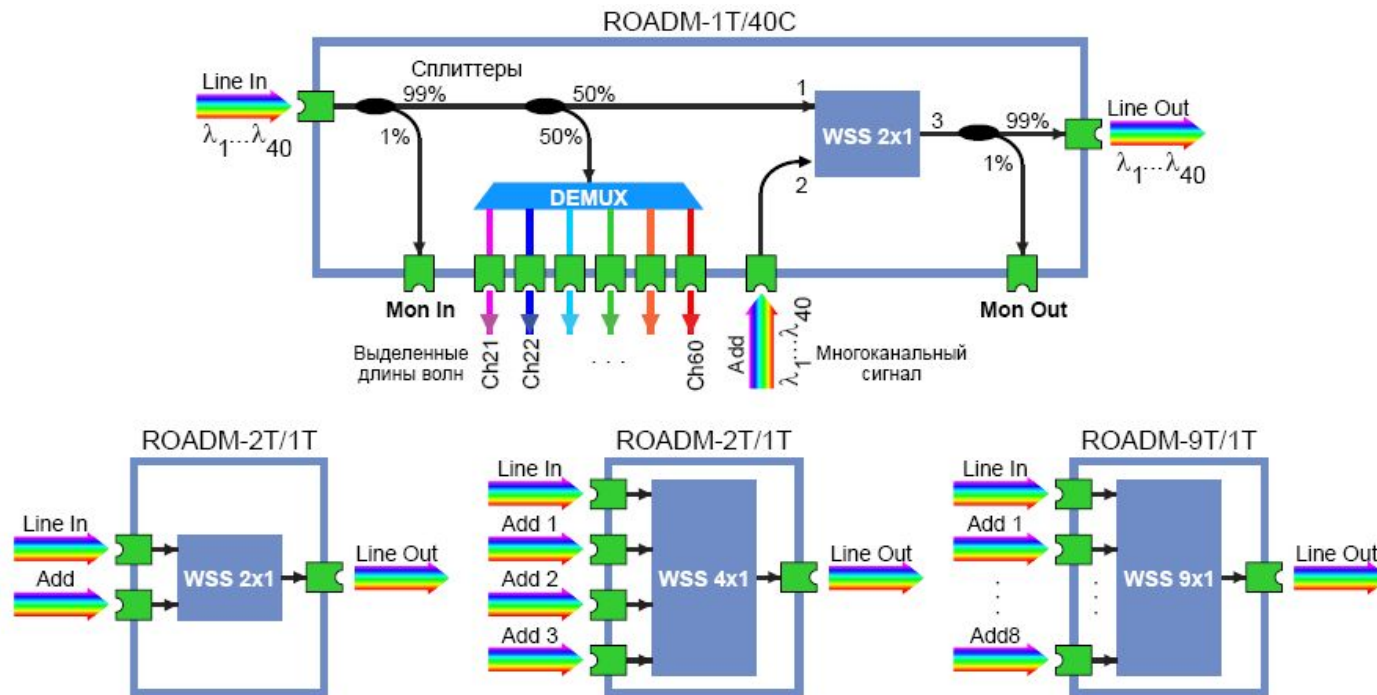 ROADM-1T/40C
Сплиттеры
Line In
99%
50%
1
3
99%
Line Out
λ1...λ40
1%
50%
WSS 2x1
2
1%
λ1...λ40
DEMUX
Mon In
Mon Out
Выделенные
длины волн
Ch21
Ch22
. . .
Ch60
Add
λ1...λ40
Многоканальный
сигнал
ROADM-2T/1T
Line In
Add
WSS 2x1
Line Out
ROADM-2T/1T
Line In
Add 1
Add 2
Add 3
WSS 4x1
Line Out
ROADM-9T/1T
Line In
Add 1
Add8
WSS 9x1
Line Out